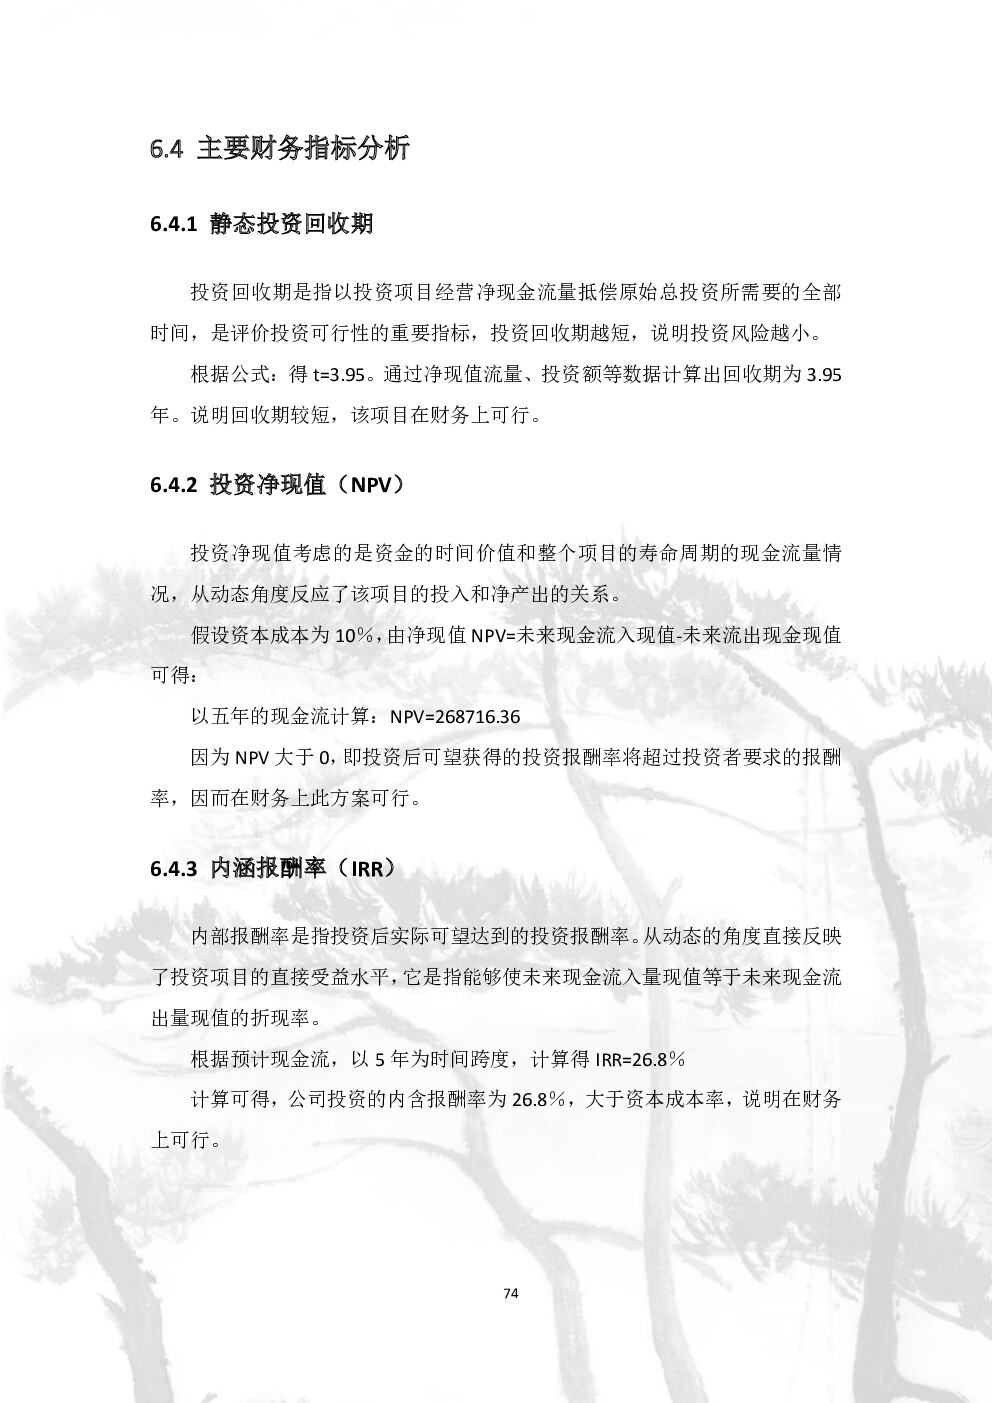 6.4 主要财务指标分析
6.4.1 静态投资回收期
投资回收期是指以投资项目经营净现金流量抵偿原始总投资所需要的全部
时间，是评价投资可行性的重要指标，投资回收期越短，说明投资风险越小。
根据公式：得 t=3.95。通过净现值流量、投资额等数据计算出回收期为 3.95
年。说明回收期较短，该项目在财务上可行。
6.4.2 投资净现值（NPV）
投资净现值考虑的是资金的时间价值和整个项目的寿命周期的现金流量情
况，从动态角度反应了该项目的投入和净产出的关系。
假设资本成本为 10％，由净现值 NPV=未来现金流入现值-未来流出现金现值
可得：
以五年的现金流计算：NPV=268716.36
因为 NPV 大于 0，即投资后可望获得的投资报酬率将超过投资者要求的报酬
率，因而在财务上此方案可行。
6.4.3 内涵报酬率（IRR）
内部报酬率是指投资后实际可望达到的投资报酬率。从动态的角度直接反映
了投资项目的直接受益水平，它是指能够使未来现金流入量现值等于未来现金流
出量现值的折现率。
根据预计现金流，以 5 年为时间跨度，计算得 IRR=26.8％
计算可得，公司投资的内含报酬率为 26.8％，大于资本成本率，说明在财务
上可行。
74